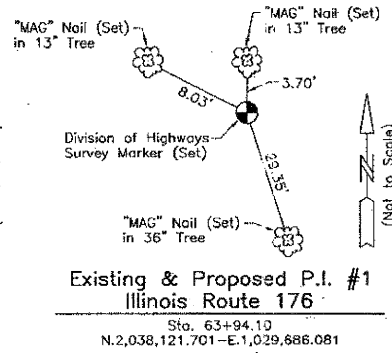 "MAG" Nail (Set)
in 13" Tree
"MAG" Nail (Set)
in 13" Tree
8.03'
3.70'
Division of Highways
Survey Marker (Set)
29.35'
N
(Not to Scale)
"MAG" Nail (Set)
in 36" Tree
Existing & Proposed P.I. #1
Illinois Route 176
Sta. 63+94.10
N.2,038,121.701-E.1,029,686.081